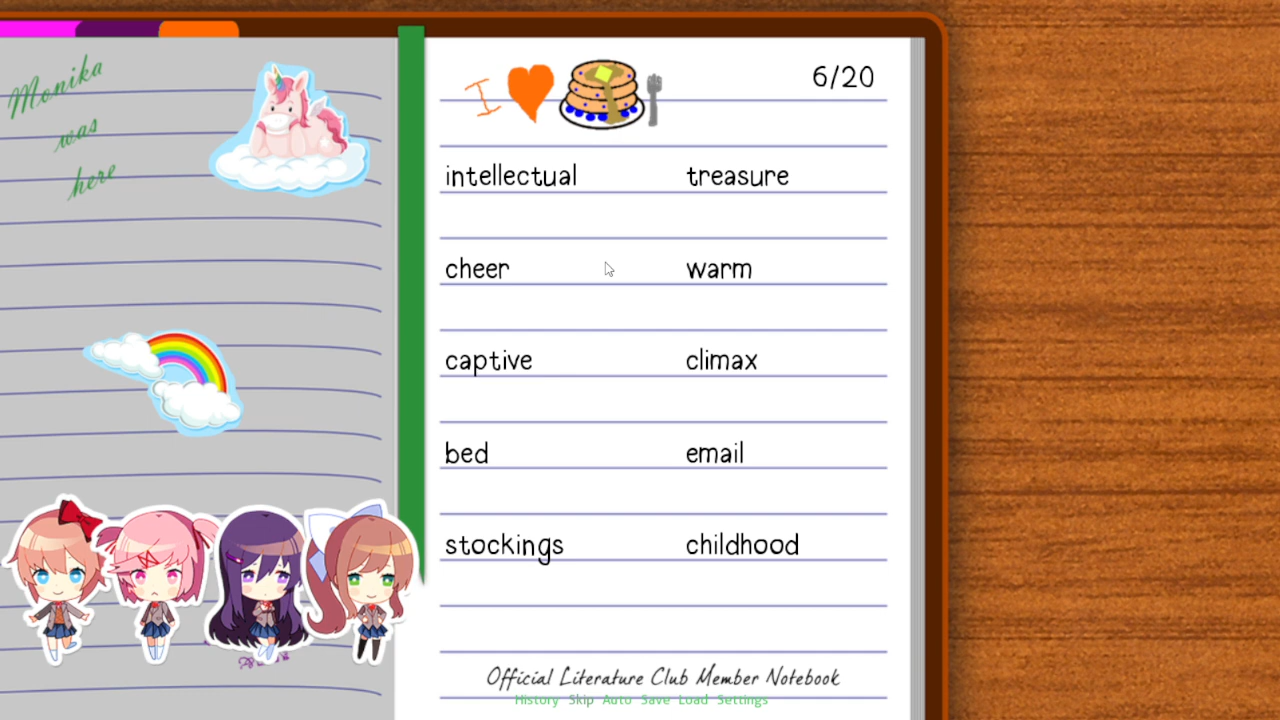 Monika
was
here
I
6/20
intellectual treasure
cheer warm
captive climax
bed email
stockings childhood
Official Literature Club Member Notebook
History Skip Auto Save Load Settings